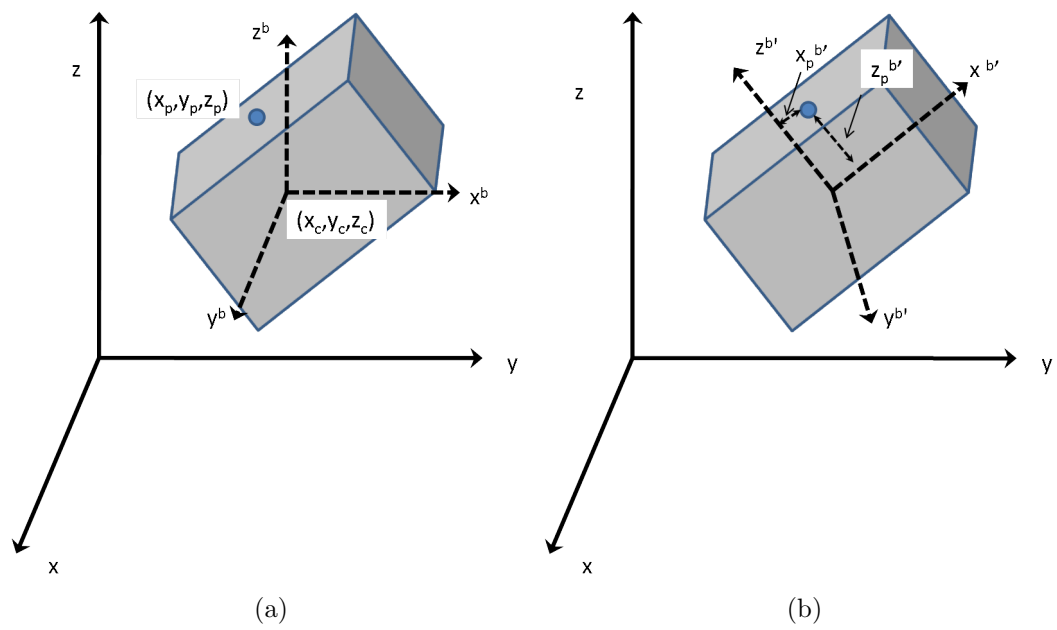 z
z^b
(x_p,y_p,z_p)
x^b
(x_c,y_c,z_c)
y^b
y
x
(a)
z
z^b'
x_p^b'
z_p^b'
x^b'
y^b'
y
x
(b)